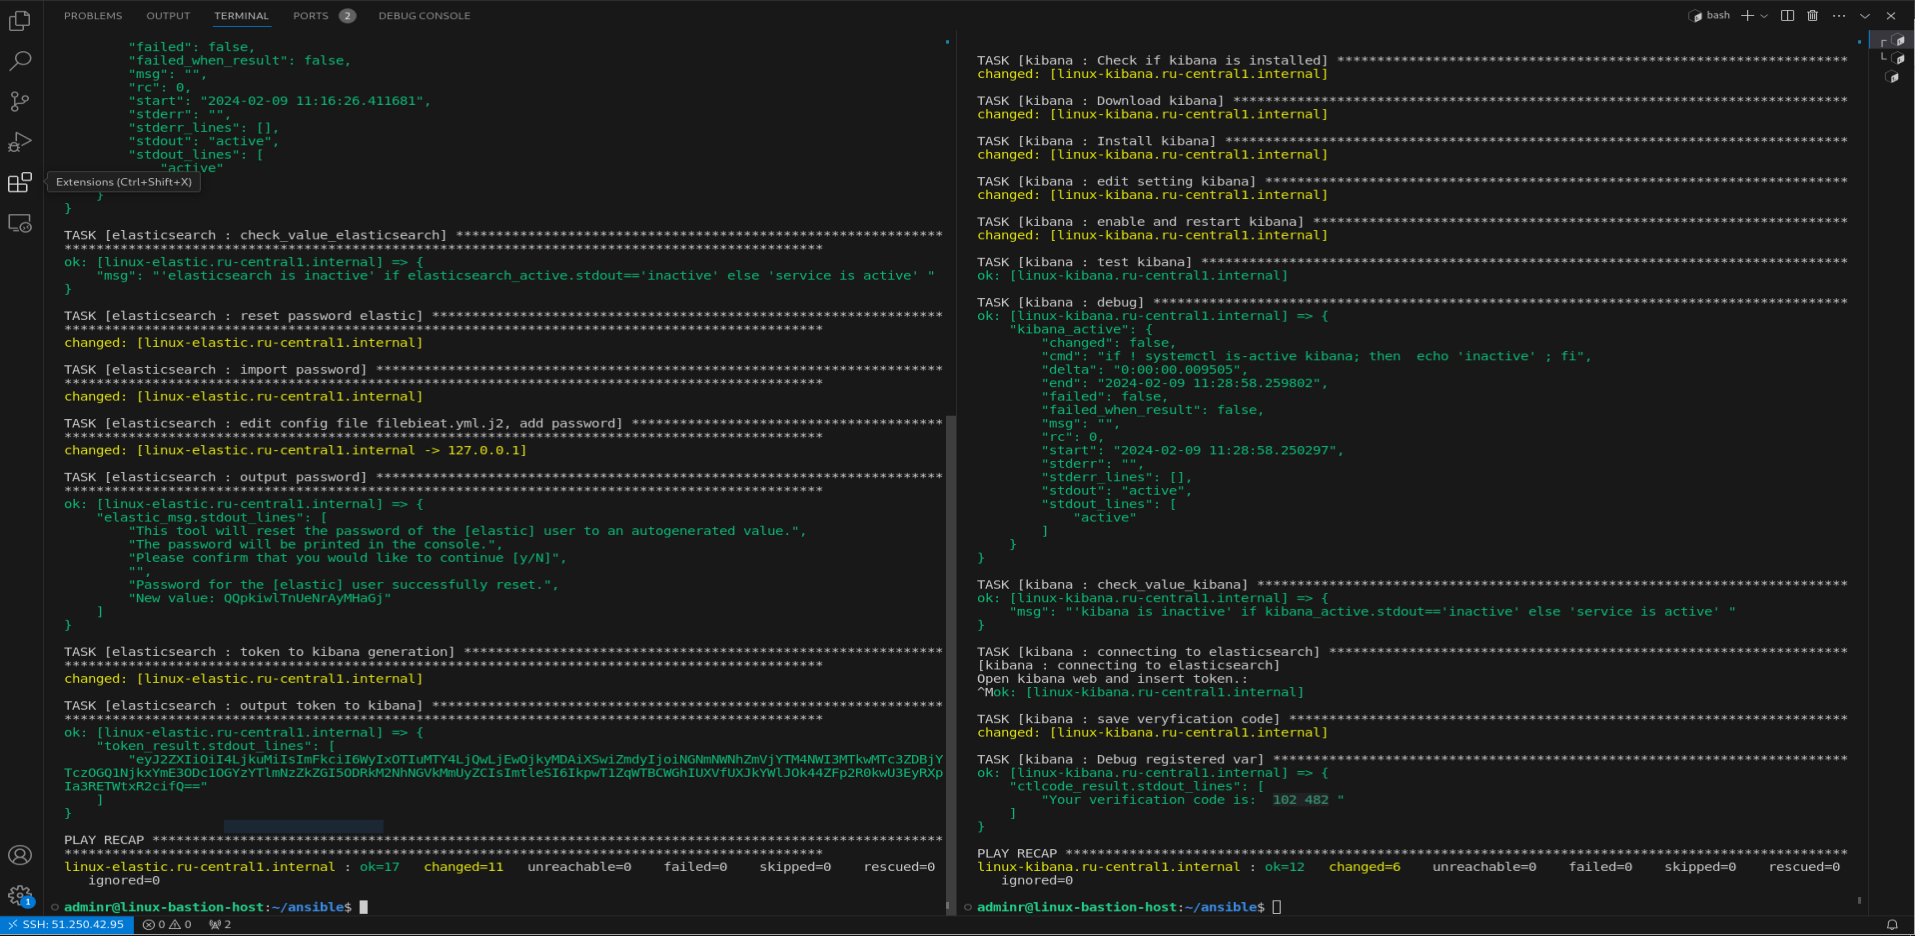 PROBLEMS OUTPUT TERMINAL PORTS 2 DEBUG CONSOLE
bash
"failed": false,
"failed_when_result": false,
"msg": "",
"rc": 0,
"start": "2024-02-09 11:16:26.411681",
"stderr": "",
"stderr_lines": [],
"stdout": "active",
"stdout_lines": [
"active"
Extensions (Ctrl+Shift+X)
}
}
TASK [elasticsearch : check_value_elasticsearch] *************************************************************
***********************************************************************************************
ok: [linux-elastic.ru-central1.internal] => {
"msg": "'elasticsearch is inactive' if elasticsearch_active.stdout=='inactive' else 'service is active' "
}
TASK [elasticsearch : reset password elastic] ****************************************************************
***********************************************************************************************
changed: [linux-elastic.ru-central1.internal]
TASK [elasticsearch : import password] ***********************************************************************
***********************************************************************************************
changed: [linux-elastic.ru-central1.internal]
TASK [elasticsearch : edit config file filebieat.yml.j2, add password] ***************************************
***********************************************************************************************
changed: [linux-elastic.ru-central1.internal -> 127.0.0.1]
TASK [elasticsearch : output password] ***********************************************************************
***********************************************************************************************
ok: [linux-elastic.ru-central1.internal] => {
"elastic_msg.stdout_lines": [
"This tool will reset the password of the [elastic] user to an autogenerated value.",
"The password will be printed in the console.",
"Please confirm that you would like to continue [y/N]",
"",
"Password for the [elastic] user successfully reset.",
"New value: QQpkiwlTnUeNrAyMHaGj"
]
}
TASK [elasticsearch : token to kibana generation] ************************************************************
***********************************************************************************************
changed: [linux-elastic.ru-central1.internal]
TASK [elasticsearch : output token to kibana] ****************************************************************
***********************************************************************************************
ok: [linux-elastic.ru-central1.internal] => {
"token_result.stdout_lines": [
]
}
PLAY RECAP ***************************************************************************************************
***********************************************************************************************
linux-elastic.ru-central1.internal : ok=17 changed=11 unreachable=0 failed=0 skipped=0 rescued=0
ignored=0
adminr@linux-bastion-host:~/ansible$
TASK [kibana : Check if kibana is installed] ****************************************************************
changed: [linux-kibana.ru-central1.internal]
TASK [kibana : Download kibana] *****************************************************************************
changed: [linux-kibana.ru-central1.internal]
TASK [kibana : Install kibana] ******************************************************************************
changed: [linux-kibana.ru-central1.internal]
TASK [kibana : edit setting kibana] *************************************************************************
changed: [linux-kibana.ru-central1.internal]
TASK [kibana : enable and restart kibana] *******************************************************************
changed: [linux-kibana.ru-central1.internal]
TASK [kibana : test kibana] *********************************************************************************
ok: [linux-kibana.ru-central1.internal]
TASK [kibana : debug] ***************************************************************************************
ok: [linux-kibana.ru-central1.internal] => {
"kibana_active": {
"changed": false,
"cmd": "if ! systemctl is-active kibana; then  echo 'inactive' ; fi",
"delta": "0:00:00.009505",
"end": "2024-02-09 11:28:58.259802",
"failed": false,
"failed_when_result": false,
"msg": "",
"rc": 0,
"start": "2024-02-09 11:28:58.250297",
"stderr": "",
"stderr_lines": [],
"stdout": "active",
"stdout_lines": [
"active"
]
}
}
TASK [kibana : check_value_kibana] **************************************************************************
ok: [linux-kibana.ru-central1.internal] => {
"msg": "'kibana is inactive' if kibana_active.stdout=='inactive' else 'service is active' "
}
TASK [kibana : connecting to elasticsearch] *****************************************************************
[kibana : connecting to elasticsearch]
Open kibana web and insert token.:
^Mok: [linux-kibana.ru-central1.internal]
TASK [kibana : save veryfication code] **********************************************************************
changed: [linux-kibana.ru-central1.internal]
TASK [kibana : Debug registered var] ************************************************************************
ok: [linux-kibana.ru-central1.internal] => {
"ctlcode_result.stdout_lines": [
"Your verification code is:  102 482 "
]
}
PLAY RECAP **************************************************************************************************
linux-kibana.ru-central1.internal : ok=12 changed=6 unreachable=0 failed=0 skipped=0 rescued=0
ignored=0
adminr@linux-bastion-host:~/ansible$
1
SSH: 51.250.42.95 0 0 2